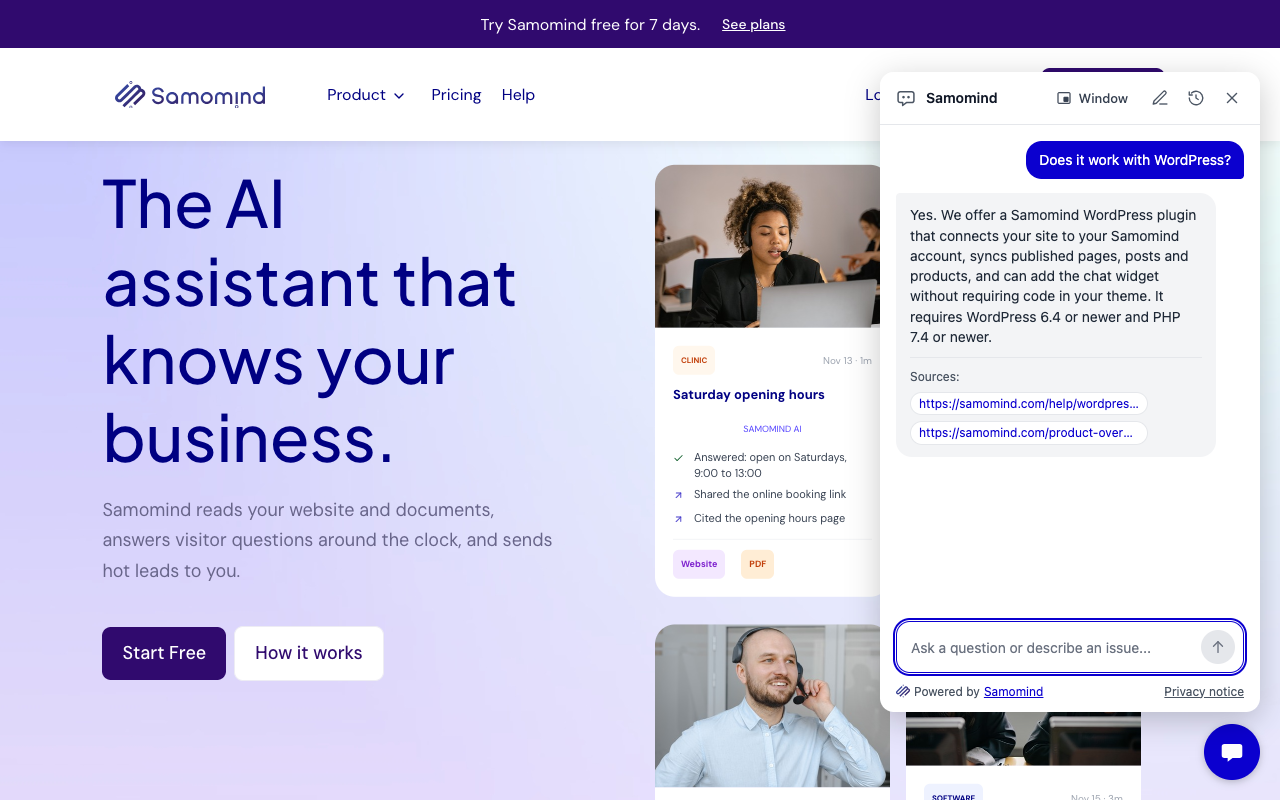 Try Samomind free for 7 days. See plans
Samomind
Product
Pricing
Help
The AI
assistant that
knows your
business.
Samomind reads your website and documents,
answers visitor questions around the clock, and sends
hot leads to you.
Start Free
How it works
CLINIC
Nov 13 · 1m
Saturday opening hours
SAMOMIND AI
Answered: open on Saturdays,
9:00 to 13:00
Shared the online booking link
Cited the opening hours page
Website
PDF
SOFTWARE
Nov 15 · 3m
Samomind
Window
Does it work with WordPress?
Yes. We offer a Samomind WordPress plugin
that connects your site to your Samomind
account, syncs published pages, posts and
products, and can add the chat widget
without requiring code in your theme. It
requires WordPress 6.4 or newer and PHP
7.4 or newer.
Sources:
https://samomind.com/help/wordpres...
https://samomind.com/product-over...
Ask a question or describe an issue...
Powered by Samomind
Privacy notice